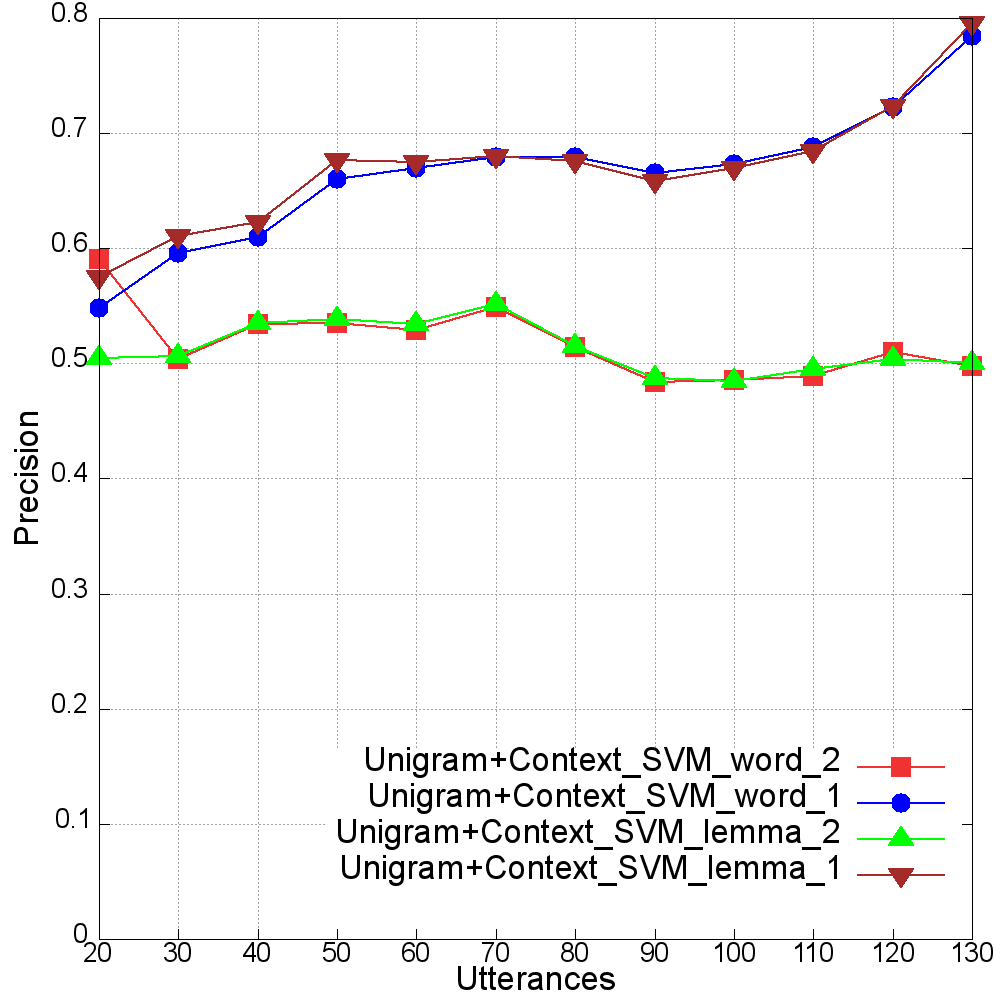 0.8
0.7
0.6
0.5
0.4
0.3
0.2
0.1
0
Precision
Unigram+Context_SVM_word_2
Unigram+Context_SVM_word_1
Unigram+Context_SVM_lemma_2
Unigram+Context_SVM_lemma_1
20 30 40 50 60 70 80 90 100 110 120 130
Utterances